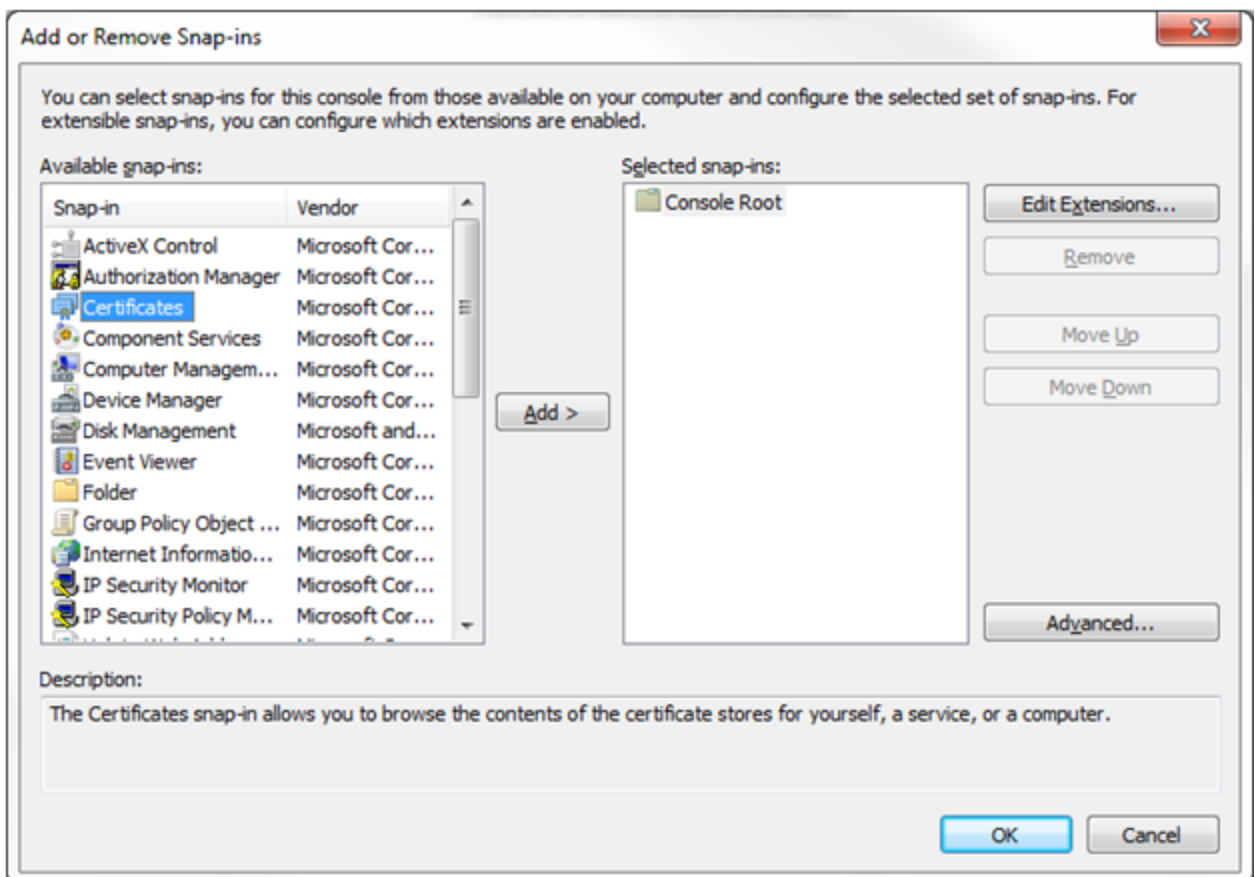 Add or Remove Snap-ins
You can select snap-ins for this console from those available on your computer and configure the selected set of snap-ins. For
extensible snap-ins, you can configure which extensions are enabled.
Available snap-ins:
Snap-in Vendor
ActiveX Control Microsoft Cor...
Authorization Manager Microsoft Cor...
Certificates Microsoft Cor...
Component Services Microsoft Cor...
Computer Managem... Microsoft Cor...
Device Manager Microsoft Cor...
Disk Management Microsoft and...
Event Viewer Microsoft Cor...
Folder Microsoft Cor...
Group Policy Object ... Microsoft Cor...
Internet Informatio... Microsoft Cor...
IP Security Monitor Microsoft Cor...
IP Security Policy M... Microsoft Cor...
Add >
Selected snap-ins:
Console Root
Edit Extensions...
Remove
Move Up
Move Down
Advanced...
Description:
The Certificates snap-in allows you to browse the contents of the certificate stores for yourself, a service, or a computer.
OK Cancel